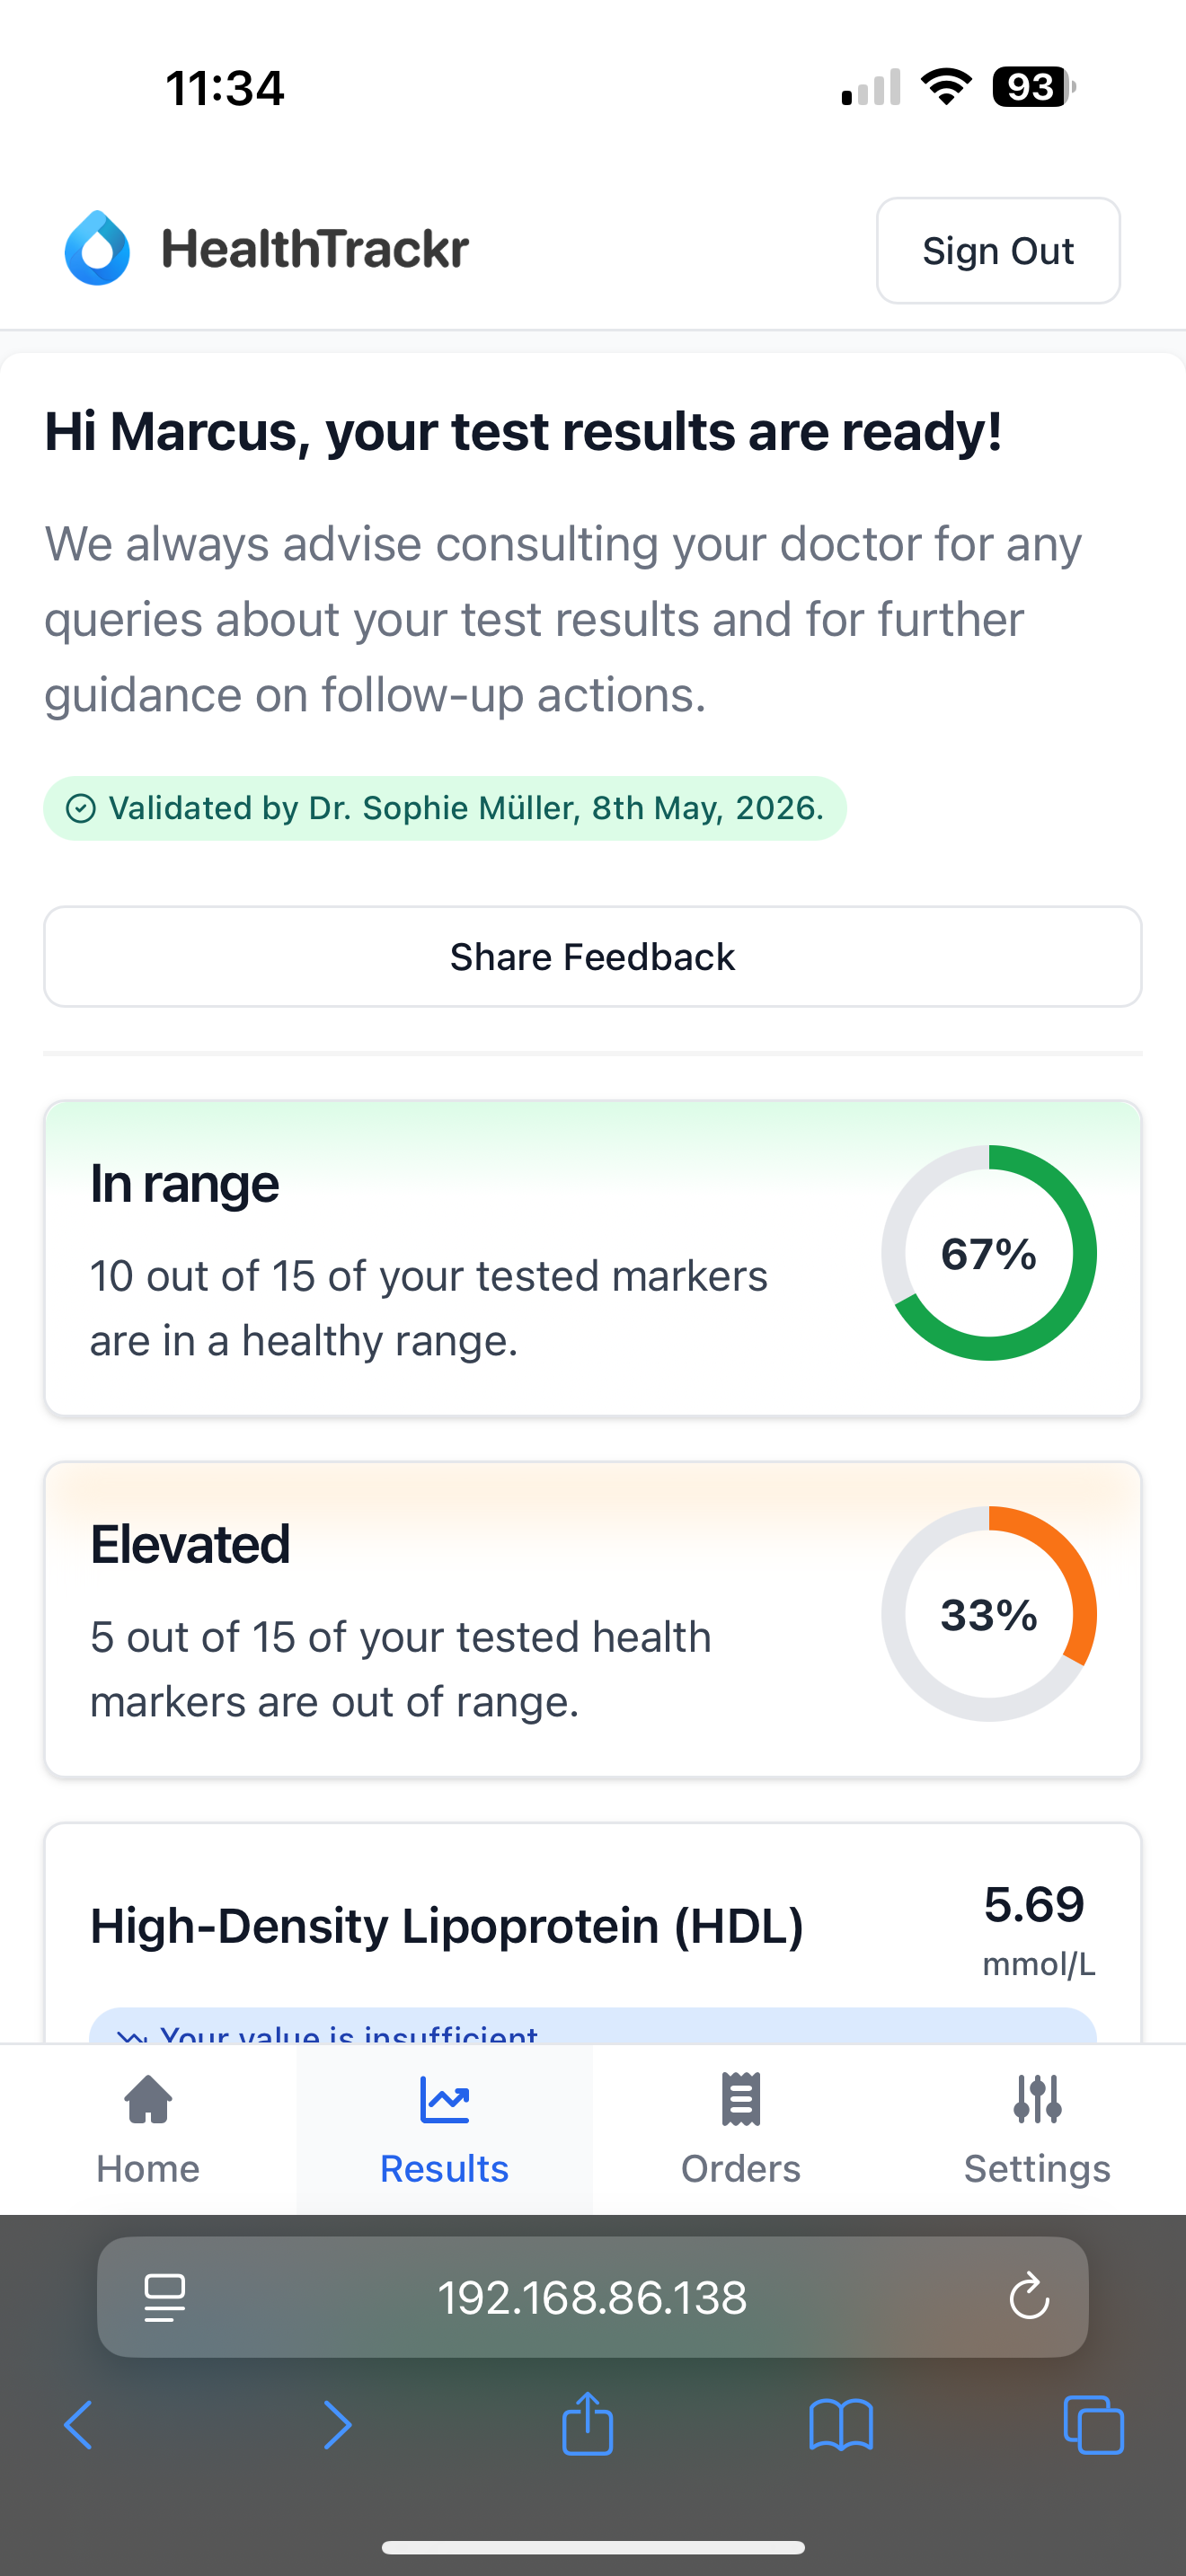 11:34
93
HealthTrackr
Sign Out
Hi Marcus, your test results are ready!
We always advise consulting your doctor for any
queries about your test results and for further
guidance on follow-up actions.
Validated by Dr. Sophie Müller, 8th May, 2026.
Share Feedback
In range
10 out of 15 of your tested markers
are in a healthy range.
67%
Elevated
5 out of 15 of your tested health
markers are out of range.
33%
High-Density Lipoprotein (HDL)
5.69
mmol/L
Your value is insufficient
Home
Results
Orders
Settings
192.168.86.138